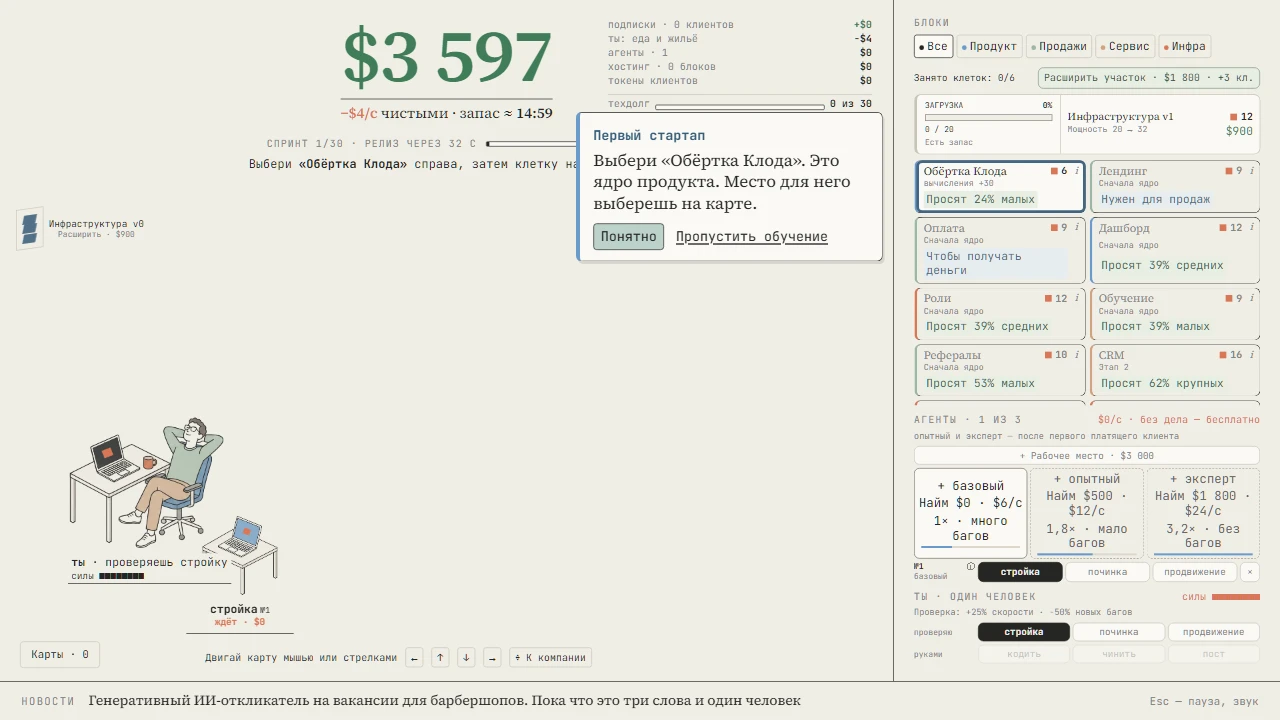 $3 597
−$4/с чистыми · запас ≈ 14:59
подписки · 0 клиентов +$0
ты: еда и жильё −$4
агенты · 1 $0
хостинг · 0 блоков $0
токены клиентов $0
техдолг 0 из 30
СПРИНТ 1/30 · РЕЛИЗ ЧЕРЕЗ 32 С
Выбери «Обёртка Клода» справа, затем клетку на
Первый стартап
Выбери «Обёртка Клода». Это
ядро продукта. Место для него
выберешь на карте.
Понятно Пропустить обучение
Инфраструктура v0
Расширить · $900
ты · проверяешь стройку
силы
стройка №1
ждёт · $0
Карты · 0
Двигай карту мышью или стрелками ← ↑ ↓ → ÷ К компании
БЛОКИ
Все Продукт Продажи Сервис Инфра
Занято клеток: 0/6 Расширить участок · $1 800 · +3 кл.
ЗАГРУЗКА 0%
0 / 20
Есть запас
Инфраструктура v1 12
Мощность 20 → 32 $900
Обёртка Клода 6 i
вычисления +30
Просят 24% малых
Лендинг 9 i
Сначала ядро
Нужен для продаж
Оплата 9 i
Сначала ядро
Чтобы получать
деньги
Дашборд 12 i
Сначала ядро
Просят 39% средних
Роли 12 i
Сначала ядро
Просят 39% средних
Обучение 9 i
Сначала ядро
Просят 39% малых
Рефералы 10 i
Сначала ядро
Просят 53% малых
CRM 16 i
Этап 2
Просят 62% крупных
АГЕНТЫ · 1 ИЗ 3 $0/с · без дела — бесплатно
опытный и эксперт — после первого платящего клиента
+ Рабочее место · $3 000
+ базовый
Найм $0 · $6/с
1× · много
багов
+ опытный
Найм $500 ·
$12/с
1,8× · мало
багов
+ эксперт
Найм $1 800 ·
$24/с
3,2× · без
багов
№1
базовый
стройка починка продвижение ×
ТЫ · ОДИН ЧЕЛОВЕК силы
Проверка: +25% скорости · −50% новых багов
проверяю стройка починка продвижение
руками кодить чинить пост
НОВОСТИ Генеративный ИИ-откликатель на вакансии для барбершопов. Пока что это три слова и один человек
Esc — пауза, звук